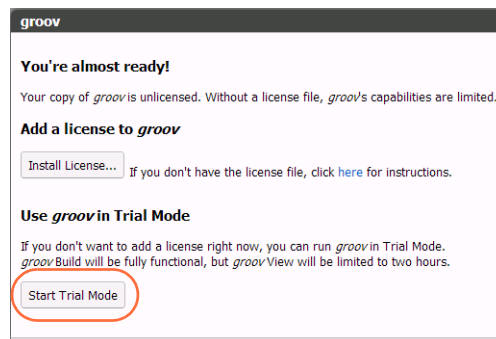 groov
You're almost ready!
Your copy of groov is unlicensed. Without a license file, groov's capabilities are limited.
Add a license to groov
Install License... If you don't have the license file, click here for instructions.
Use groov in Trial Mode
If you don't want to add a license right now, you can run groov in Trial Mode.
groov Build will be fully functional, but groov View will be limited to two hours.
Start Trial Mode